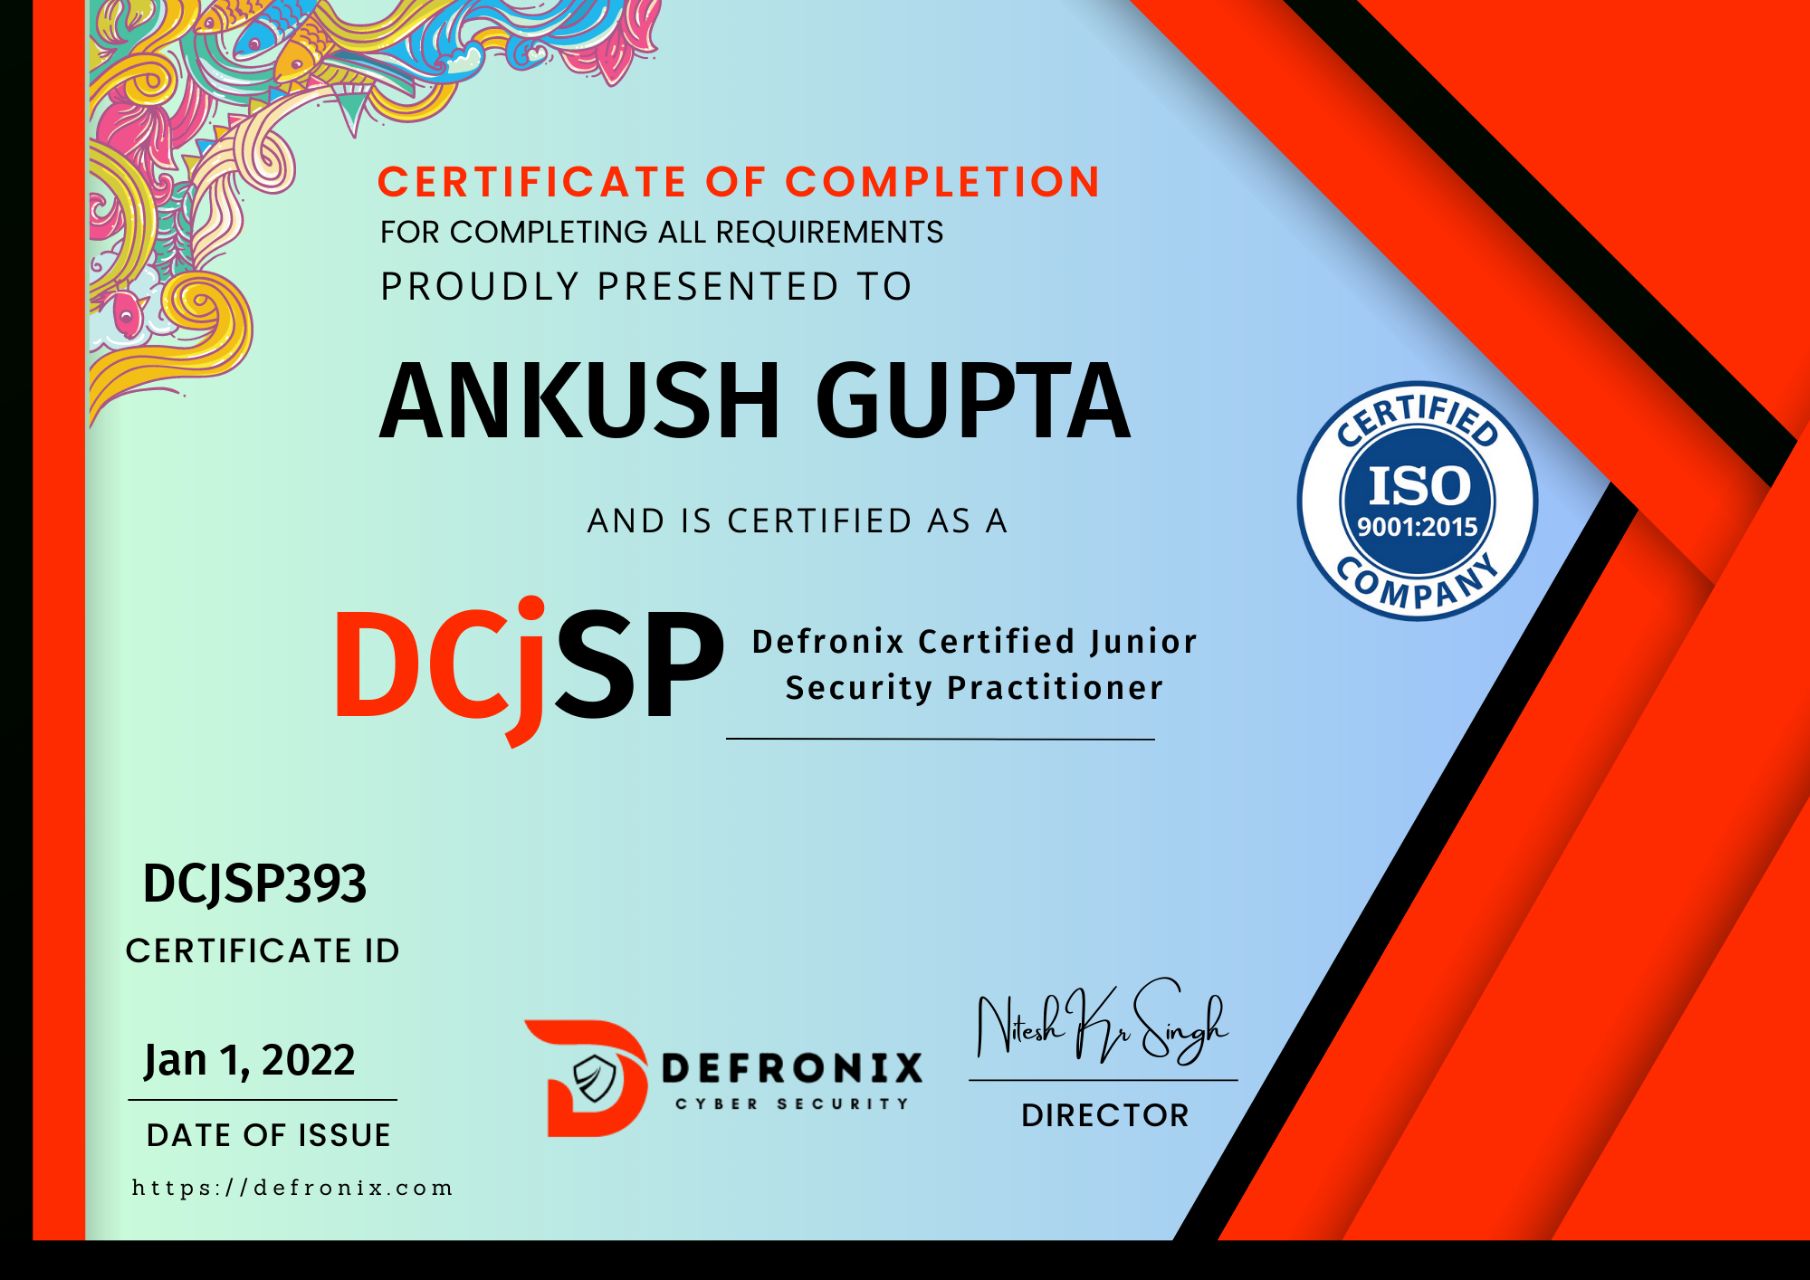 CERTIFICATE OF COMPLETION
FOR COMPLETING ALL REQUIREMENTS
PROUDLY PRESENTED TO
ANKUSH GUPTA
CERTIFIED
ISO
9001:2015
COMPANY
AND IS CERTIFIED AS A
DCjSP
Defronix Certified Junior
Security Practitioner
DCJSP393
CERTIFICATE ID
Jan 1, 2022
DATE OF ISSUE
https://defronix.com
DEFRONIX
CYBER SECURITY
Nitesh Kr Singh
DIRECTOR